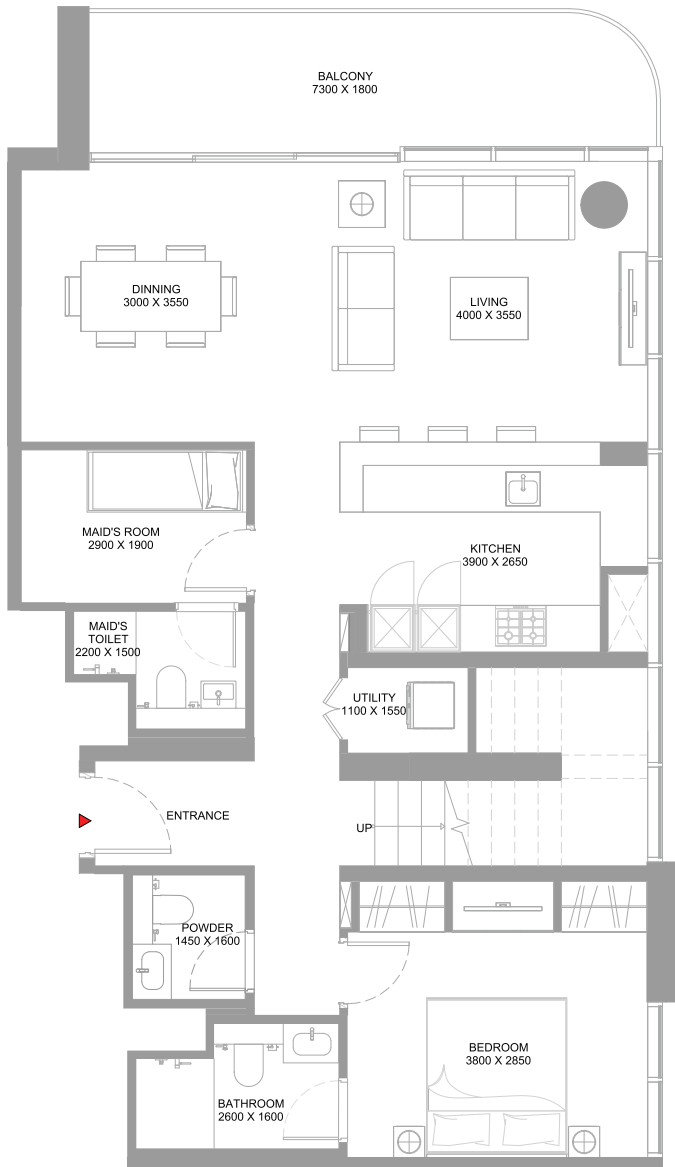 BALCONY
7300 X 1800
DINNING
3000 X 3550
LIVING
4000 X 3550
MAID'S ROOM
2900 X 1900
KITCHEN
3900 X 2650
MAID'S
TOILET
2200 X 1500
UTILITY
1100 X 1550
ENTRANCE
UP
POWDER
1450 X 1600
BEDROOM
3800 X 2850
BATHROOM
2600 X 1600